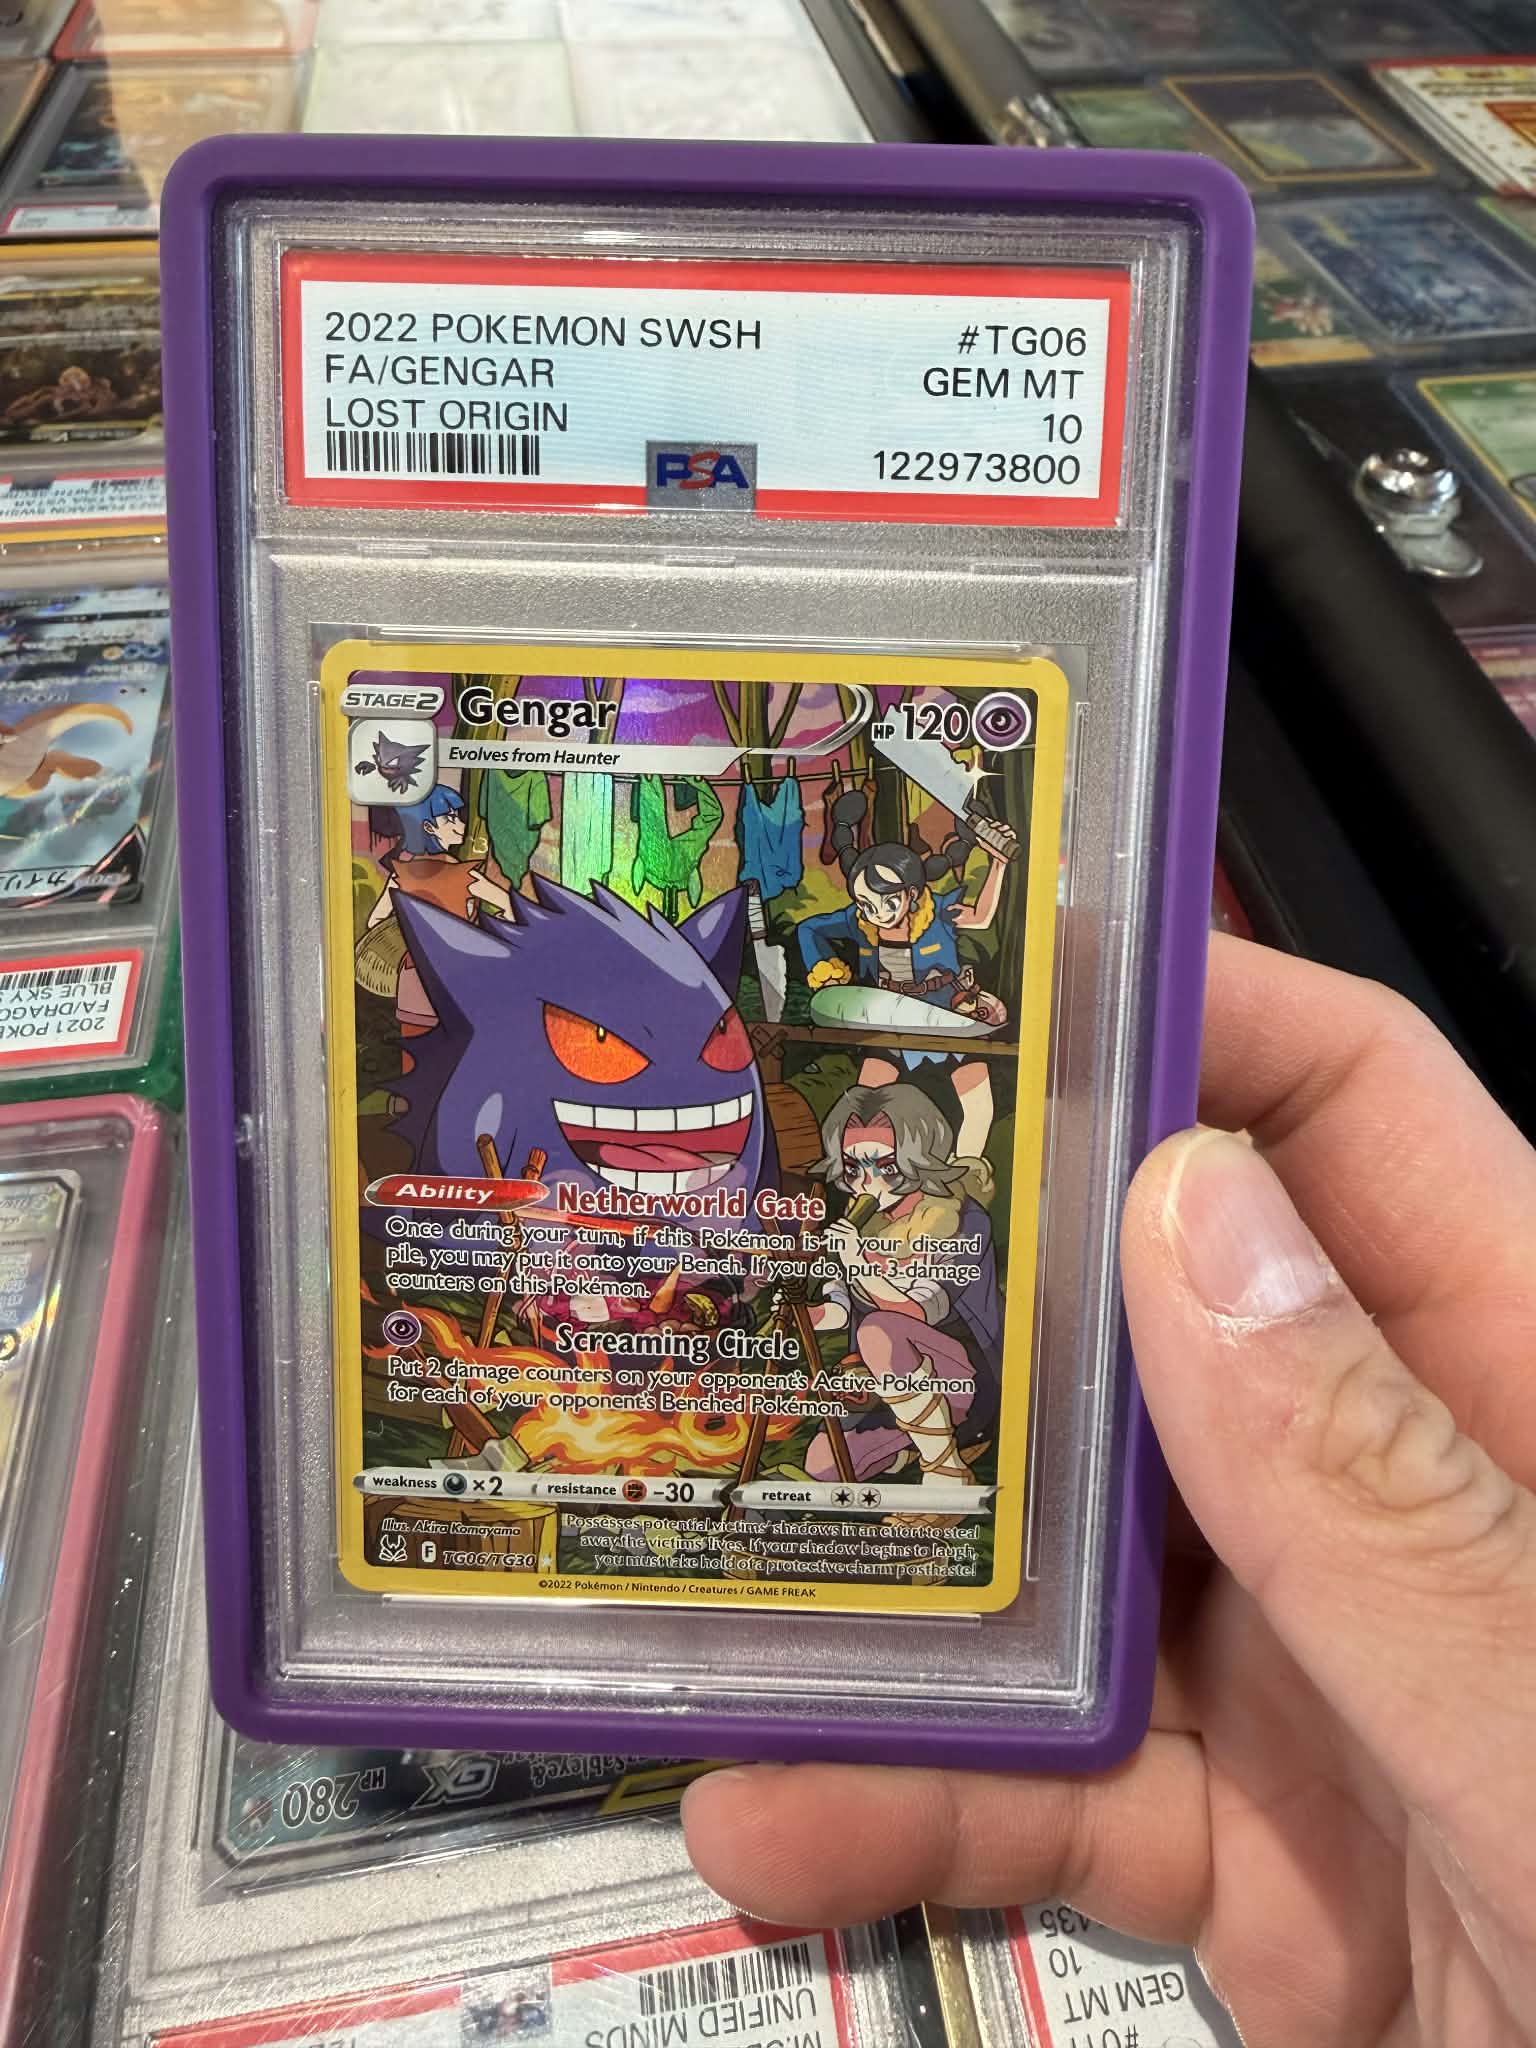 2022 POKEMON SWSH #TG06
FA/GENGAR GEM MT
LOST ORIGIN 10
PSA 122973800
STAGE2 Gengar HP 120
Evolves from Haunter
Ability Netherworld Gate
Once during your turn, if this Pokémon is in your discard
pile, you may put it onto your Bench. If you do, put 3 damage
counters on this Pokémon.
Screaming Circle
Put 2 damage counters on your opponent's Active Pokémon
for each of your opponent's Benched Pokémon.
weakness ×2 resistance -30 retreat
Illus. Akira Komayama
F TG06/TG30
Possesses potential victims' shadows in an effort to steal
away the victims' lives. If your shadow begins to laugh,
you must take hold of a protective charm posthaste!
©2022 Pokémon / Nintendo / Creatures / GAME FREAK
2021 POK
FA/DRAGO
BLUE SKY S
HP 280
GX
UNIFIED MINDS
GEM MT
10